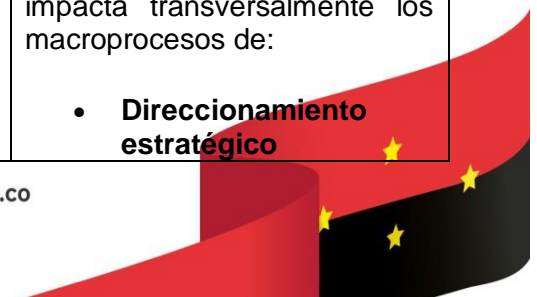 impacta transversalmente los
macroprocesos de:
• Direccionamiento
estratégico
.co